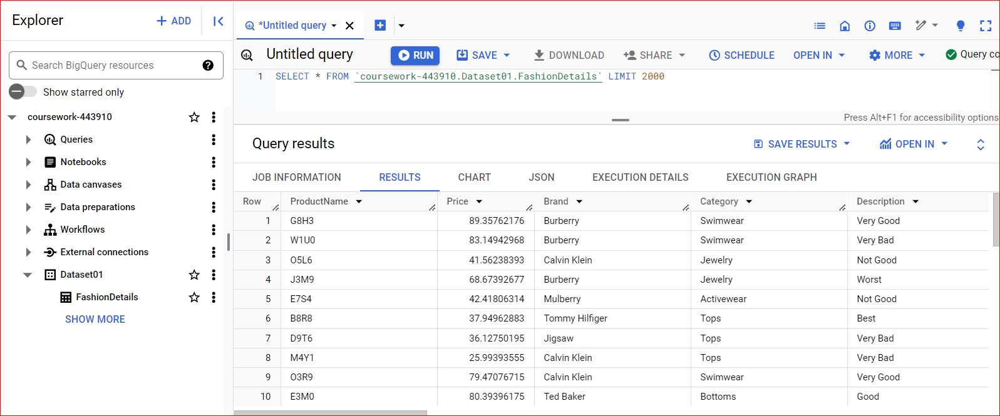 Explorer
ADD
*Untitled query
Untitled query
RUN
SAVE
DOWNLOAD
SHARE
SCHEDULE
OPEN IN
MORE
Query co
Search BigQuery resources
Show starred only
1 SELECT * FROM `coursework-443910.Dataset01.FashionDetails` LIMIT 2000
Press Alt+F1 for accessibility options
coursework-443910
Queries
Notebooks
Data canvases
Data preparations
Workflows
External connections
Dataset01
FashionDetails
SHOW MORE
Query results
SAVE RESULTS
OPEN IN
JOB INFORMATION RESULTS CHART JSON EXECUTION DETAILS EXECUTION GRAPH
Row ProductName Price Brand Category Description
1 G8H3 89.35762176 Burberry Swimwear Very Good
2 W1U0 83.14942968 Burberry Swimwear Very Bad
3 O5L6 41.56238393 Calvin Klein Jewelry Not Good
4 J3M9 68.67392677 Burberry Jewelry Worst
5 E7S4 42.41806314 Mulberry Activewear Not Good
6 B8R8 37.94962883 Tommy Hilfiger Tops Best
7 D9T6 36.12750195 Jigsaw Tops Very Bad
8 M4Y1 25.99393555 Calvin Klein Tops Very Bad
9 O3R9 79.47076715 Calvin Klein Swimwear Very Good
10 E3M0 80.39396175 Ted Baker Bottoms Good